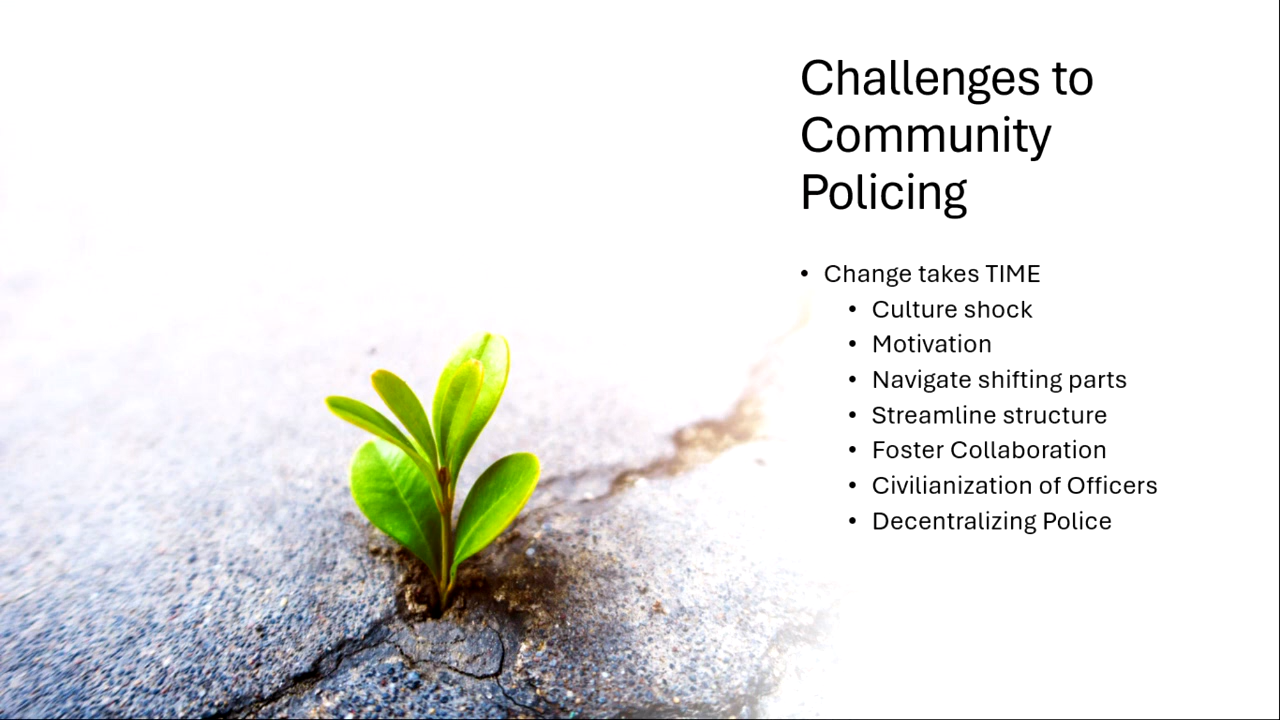 Challenges to
Community
Policing
• Change takes TIME
• Culture shock
• Motivation
• Navigate shifting parts
• Streamline structure
• Foster Collaboration
• Civilianization of Officers
• Decentralizing Police